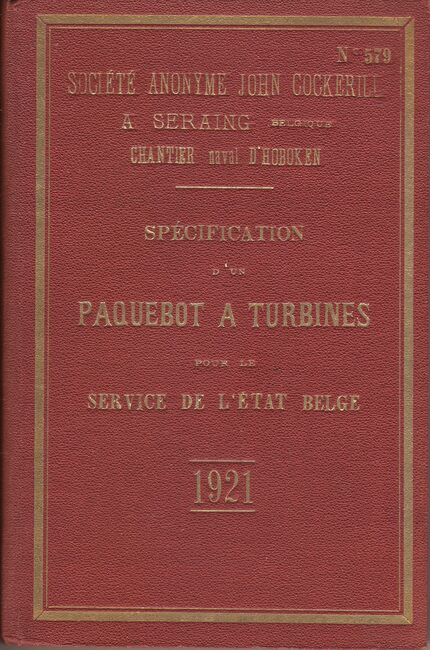 Nº 579
SOCIÉTÉ ANONYME JOHN COCKERILL
A SERAING BELGIQUE
CHANTIER naval D'HOBOKEN
SPÉCIFICATION
D'UN
PAQUEBOT A TURBINES
POUR LE
SERVICE DE L'ÉTAT BELGE
1921